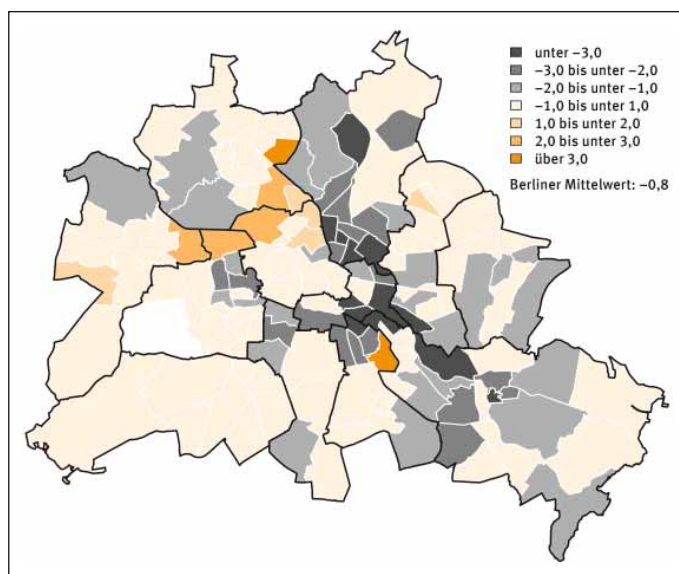 unter –3,0
–3,0 bis unter –2,0
–2,0 bis unter –1,0
–1,0 bis unter 1,0
1,0 bis unter 2,0
2,0 bis unter 3,0
über 3,0
Berliner Mittelwert: –0,8